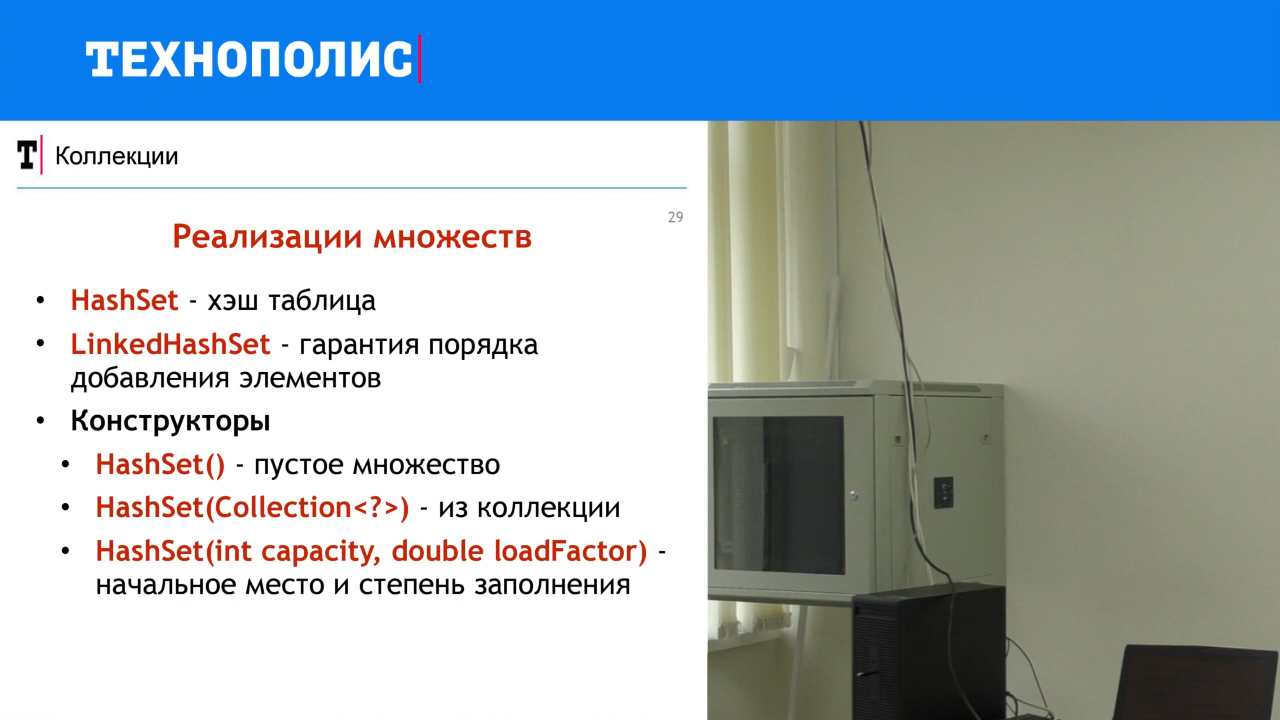 ТЕХНОПОЛИС
Т Коллекции
29
Реализации множеств
• HashSet - хэш таблица
• LinkedHashSet - гарантия порядка
добавления элементов
• Конструкторы
• HashSet() - пустое множество
• HashSet(Collection<?>) - из коллекции
• HashSet(int capacity, double loadFactor) -
начальное место и степень заполнения